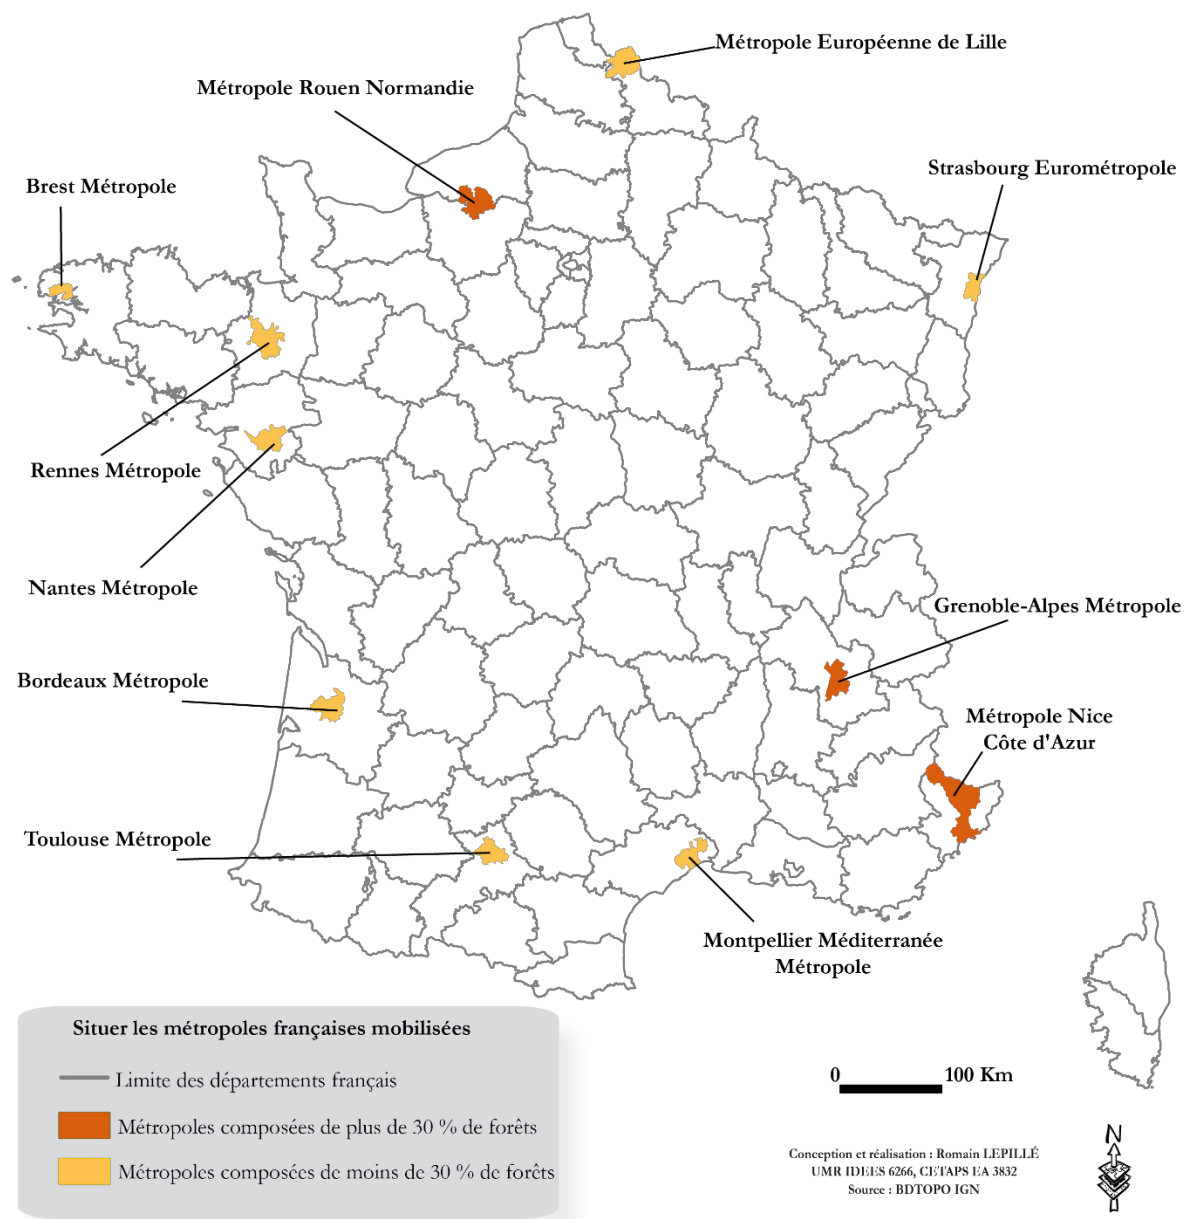 Métropole Européenne de Lille
Métropole Rouen Normandie
Strasbourg Eurométropole
Brest Métropole
Rennes Métropole
Nantes Métropole
Grenoble-Alpes Métropole
Bordeaux Métropole
Métropole Nice
Côte d'Azur
Toulouse Métropole
Montpellier Méditerranée
Métropole
Situer les métropoles françaises mobilisées
Limite des départements français
Métropoles composées de plus de 30 % de forêts
Métropoles composées de moins de 30 % de forêts
0 100 Km
N
Conception et réalisation : Romain LEPILLÉ
UMR IDEES 6266, CETAPS EA 3832
Source : BDTOPO IGN